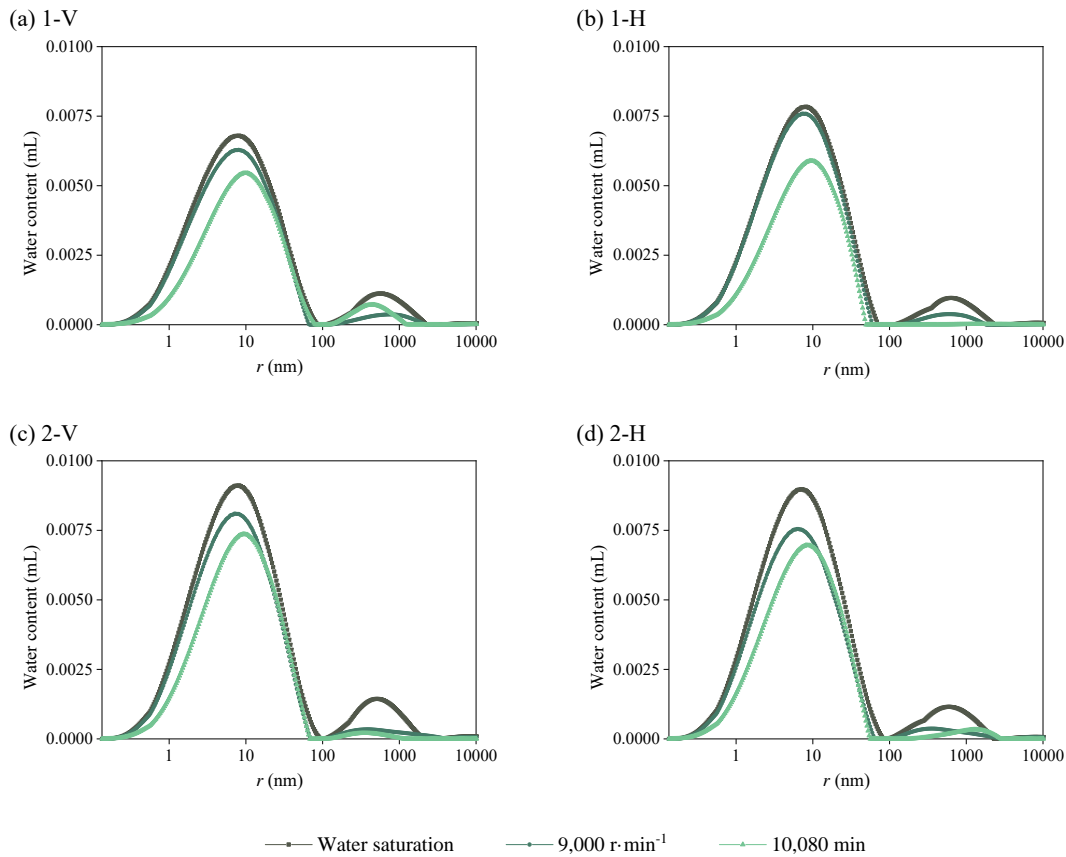 (a) 1-V
0.0100
0.0075
0.0050
0.0025
0.0000
Water content (mL)
1 10 100 1000 10000
r (nm)
(b) 1-H
0.0100
0.0075
0.0050
0.0025
0.0000
Water content (mL)
1 10 100 1000 10000
r (nm)
(c) 2-V
0.0100
0.0075
0.0050
0.0025
0.0000
Water content (mL)
1 10 100 1000 10000
r (nm)
(d) 2-H
0.0100
0.0075
0.0050
0.0025
0.0000
Water content (mL)
1 10 100 1000 10000
r (nm)
Water saturation 9,000 r·min⁻¹ 10,080 min